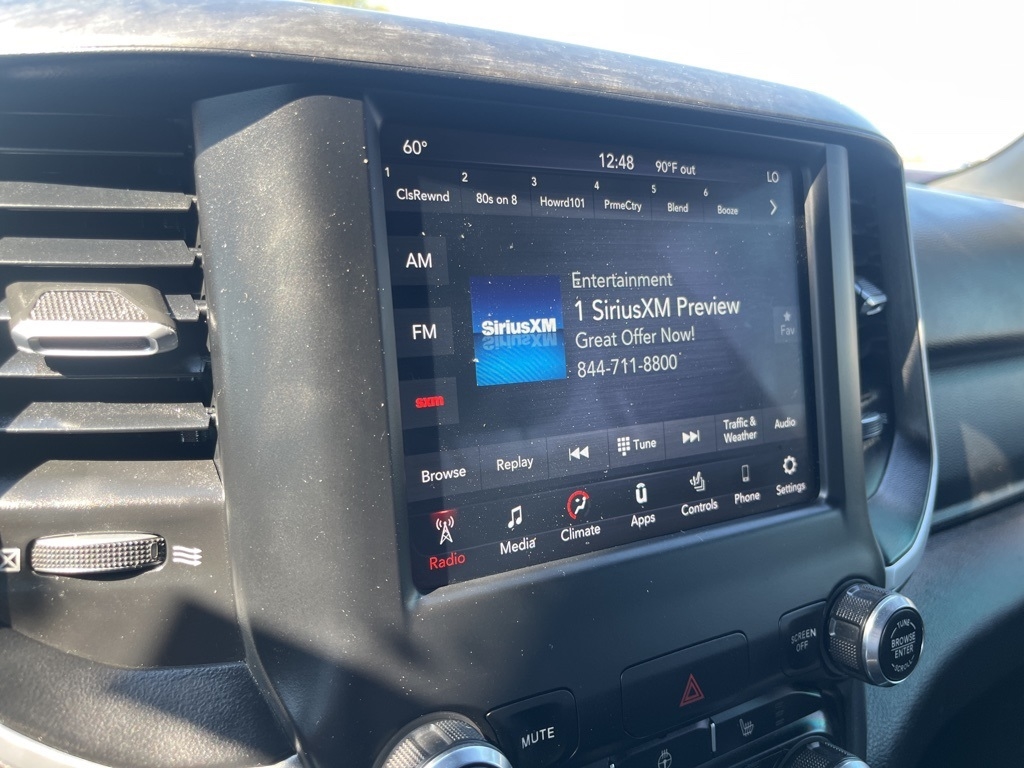 60°
12:48
90°F out
LO
1 ClsRewnd
2 80s on 8
3 Howrd101
4 PrmeCtry
5 Blend
6 Booze
AM
FM
sxm
SiriusXM
Entertainment
1 SiriusXM Preview
Great Offer Now!
844-711-8800
Fav
Browse
Replay
Tune
Traffic &
Weather
Audio
Radio
Media
Climate
Apps
Controls
Phone
Settings
SCREEN
OFF
TUNE
BROWSE
ENTER
SCROLL
MUTE